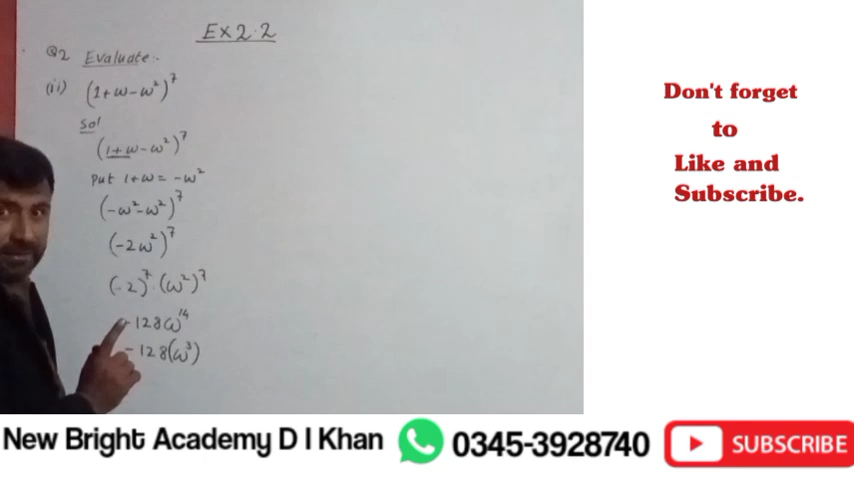 Ex 2.2
Q2 Evaluate:-
(ii) (1+ω-ω²)⁷
Sol
(1+ω-ω²)⁷
Put 1+ω = -ω²
(-ω²-ω²)⁷
(-2ω²)⁷
(-2)⁷·(ω²)⁷
-128ω¹⁴
-128(ω³)
Don't forget
to
Like and
Subscribe.
New Bright Academy D I Khan 0345-3928740 SUBSCRIBE